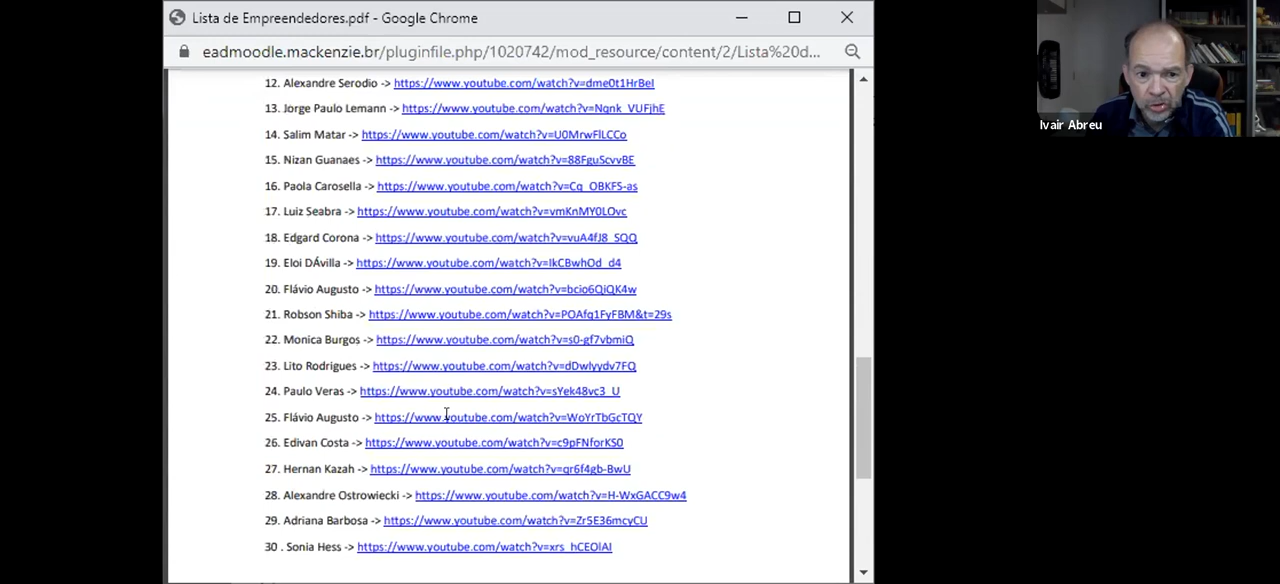 Lista de Empreendedores.pdf - Google Chrome
eadmoodle.mackenzie.br/pluginfile.php/1020742/mod_resource/content/2/Lista%20d...
Ivair Abreu
12. Alexandre Serodio -> https://www.youtube.com/watch?v=dme0t1HrBeI
13. Jorge Paulo Lemann -> https://www.youtube.com/watch?v=Nqnk_VUFjhE
14. Salim Matar -> https://www.youtube.com/watch?v=U0MrwFlLCCo
15. Nizan Guanaes -> https://www.youtube.com/watch?v=88FguScvvBE
16. Paola Carosella -> https://www.youtube.com/watch?v=Cq_OBKFS-as
17. Luiz Seabra -> https://www.youtube.com/watch?v=vmKnMY0LOvc
18. Edgard Corona -> https://www.youtube.com/watch?v=vuA4fJ8_SQQ
19. Eloi DÁvilla -> https://www.youtube.com/watch?v=IkCBwhOd_d4
20. Flávio Augusto -> https://www.youtube.com/watch?v=bcio6QiQK4w
21. Robson Shiba -> https://www.youtube.com/watch?v=POAfq1FyFBM&t=29s
22. Monica Burgos -> https://www.youtube.com/watch?v=s0-gf7vbmiQ
23. Lito Rodrigues -> https://www.youtube.com/watch?v=dDwlyydv7FQ
24. Paulo Veras -> https://www.youtube.com/watch?v=sYek48vc3_U
25. Flávio Augusto -> https://www.youtube.com/watch?v=WoYrTbGcTQY
26. Edivan Costa -> https://www.youtube.com/watch?v=c9pFNforKS0
27. Hernan Kazah -> https://www.youtube.com/watch?v=qr6f4gb-BwU
28. Alexandre Ostrowiecki -> https://www.youtube.com/watch?v=H-WxGACC9w4
29. Adriana Barbosa -> https://www.youtube.com/watch?v=Zr5E36mcyCU
30 . Sonia Hess -> https://www.youtube.com/watch?v=xrs_hCEOlAI